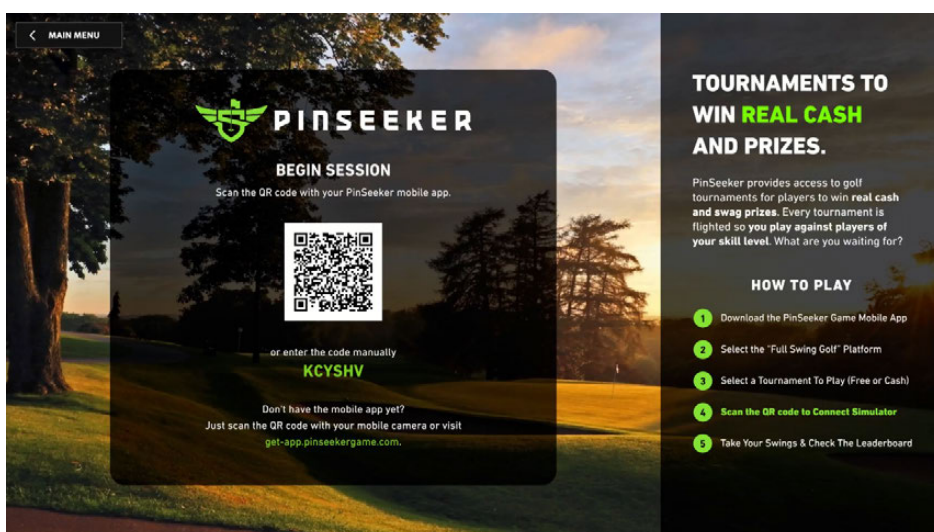 MAIN MENU
PINSEEKER
BEGIN SESSION
Scan the QR code with your PinSeeker mobile app.
or enter the code manually
KCYSHV
Don't have the mobile app yet?
Just scan the QR code with your mobile camera or visit
get-app.pinseekergame.com.
TOURNAMENTS TO
WIN REAL CASH
AND PRIZES.
PinSeeker provides access to golf
tournaments for players to win real cash
and swag prizes. Every tournament is
flighted so you play against players of
your skill level. What are you waiting for?
HOW TO PLAY
1 Download the PinSeeker Game Mobile App
2 Select the "Full Swing Golf" Platform
3 Select a Tournament To Play (Free or Cash)
4 Scan the QR code to Connect Simulator
5 Take Your Swings & Check The Leaderboard